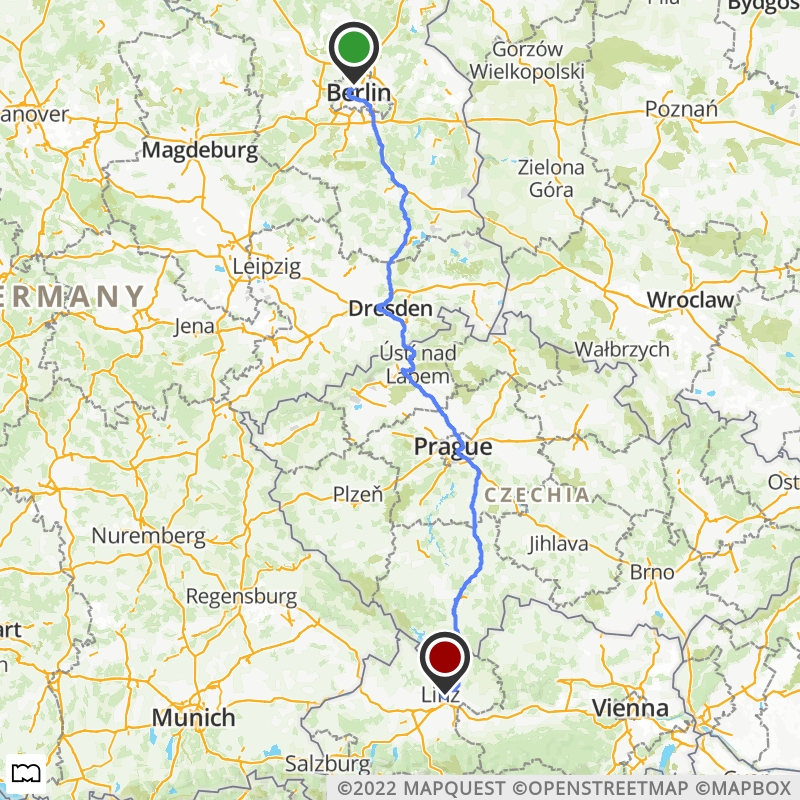 Bydgos
Gorzów
Wielkopolski
Berlin
anover
Poznań
Magdeburg
Zielona
Góra
Leipzig
ERMANY
Wroclaw
Dresden
Jena
Ústí nad
Labem
Wałbrzych
Prague
Plzeň
CZECHIA
Ost
Nuremberg
Jihlava
Brno
Regensburg
art
Linz
Munich
Vienna
Salzburg
©2022 MAPQUEST ©OPENSTREETMAP ©MAPBOX